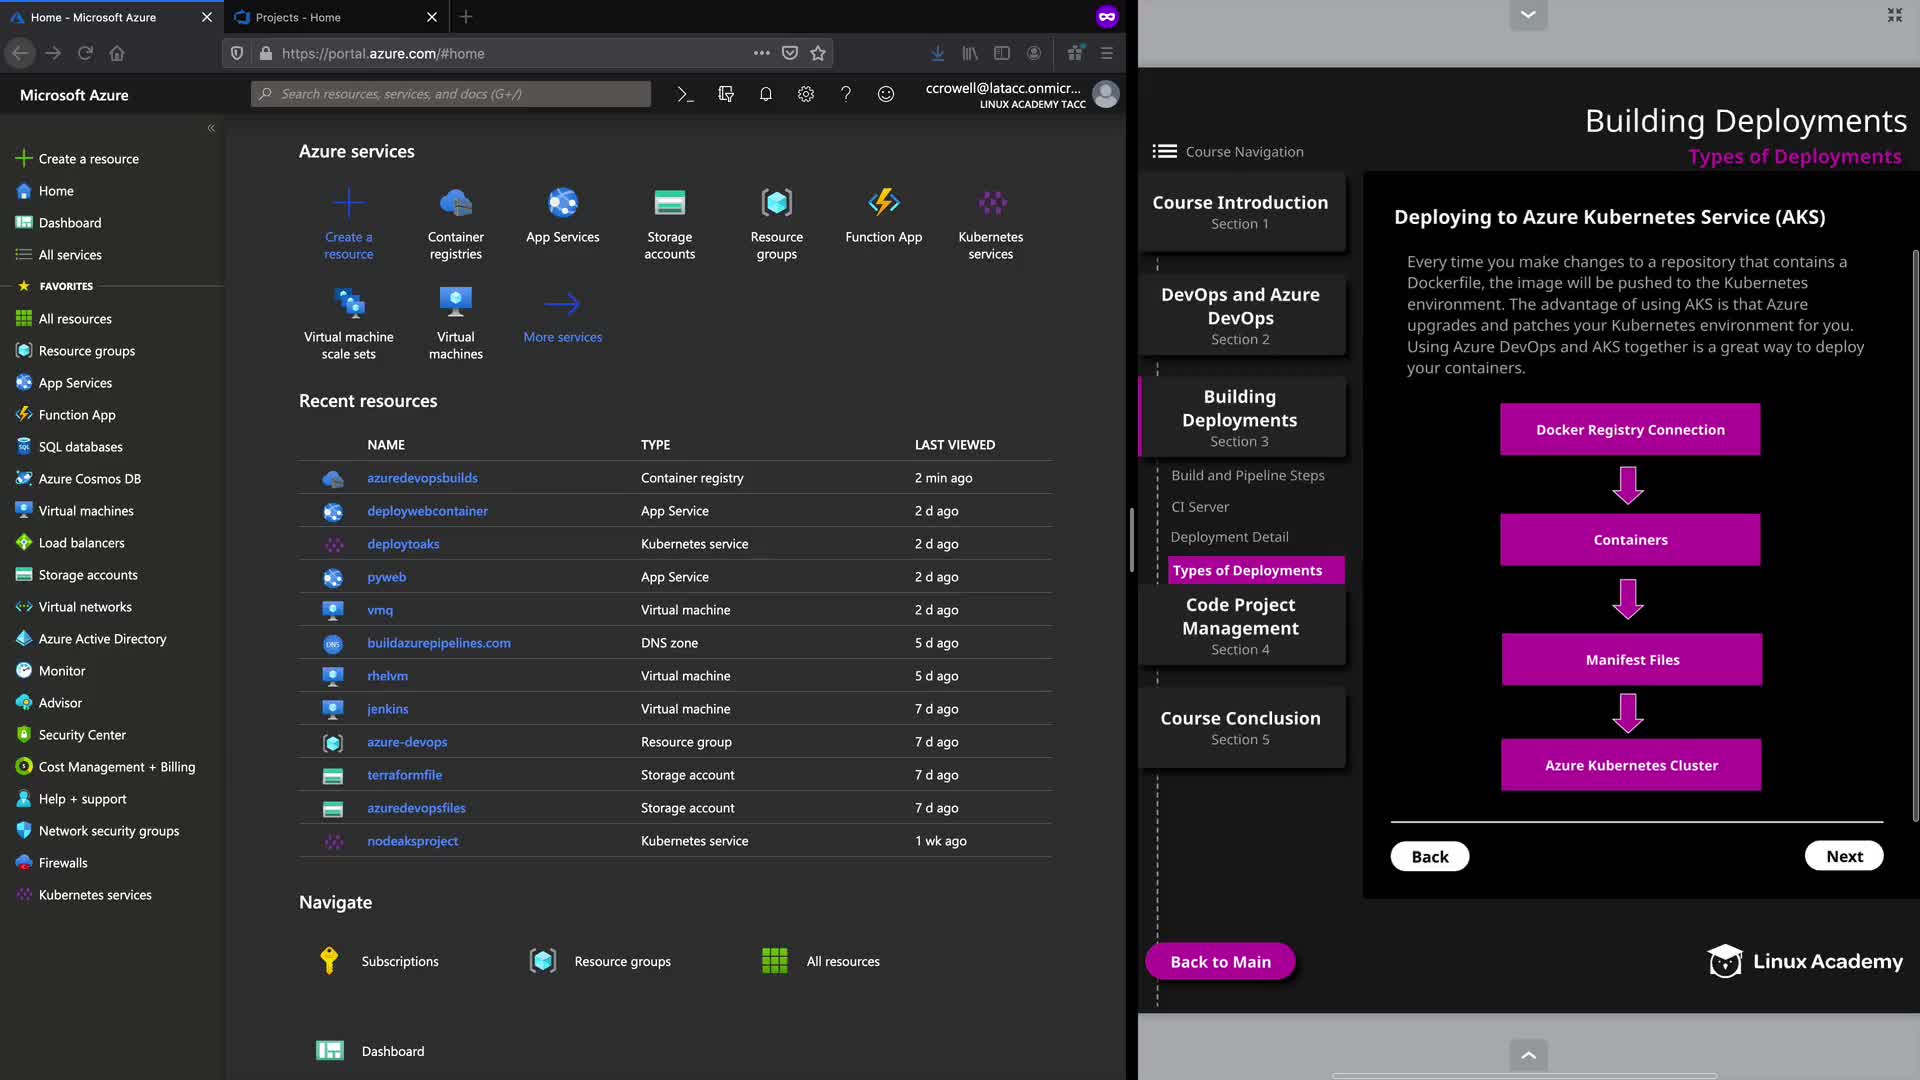 Home - Microsoft Azure
Projects - Home
https://portal.azure.com/#home
Microsoft Azure
Search resources, services, and docs (G+/)
ccrowell@latacc.onmicr...
LINUX ACADEMY TACC
Create a resource
Home
Dashboard
All services
FAVORITES
All resources
Resource groups
App Services
Function App
SQL databases
Azure Cosmos DB
Virtual machines
Load balancers
Storage accounts
Virtual networks
Azure Active Directory
Monitor
Advisor
Security Center
Cost Management + Billing
Help + support
Network security groups
Firewalls
Kubernetes services
Azure services
Create a
resource
Container
registries
App Services
Storage
accounts
Resource
groups
Function App
Kubernetes
services
Virtual machine
scale sets
Virtual
machines
More services
Recent resources
NAME TYPE LAST VIEWED
azuredevopsbuilds Container registry 2 min ago
deploywebcontainer App Service 2 d ago
deploytoaks Kubernetes service 2 d ago
pyweb App Service 2 d ago
vmq Virtual machine 2 d ago
DNS buildazurepipelines.com DNS zone 5 d ago
rhelvm Virtual machine 5 d ago
jenkins Virtual machine 7 d ago
azure-devops Resource group 7 d ago
terraformfile Storage account 7 d ago
azuredevopsfiles Storage account 7 d ago
nodeaksproject Kubernetes service 1 wk ago
Navigate
Subscriptions
Resource groups
All resources
Dashboard
Building Deployments
Types of Deployments
Course Navigation
Course Introduction
Section 1
DevOps and Azure
DevOps
Section 2
Building
Deployments
Section 3
Build and Pipeline Steps
CI Server
Deployment Detail
Types of Deployments
Code Project
Management
Section 4
Course Conclusion
Section 5
Back to Main
Deploying to Azure Kubernetes Service (AKS)
Every time you make changes to a repository that contains a
Dockerfile, the image will be pushed to the Kubernetes
environment. The advantage of using AKS is that Azure
upgrades and patches your Kubernetes environment for you.
Using Azure DevOps and AKS together is a great way to deploy
your containers.
Docker Registry Connection
Containers
Manifest Files
Azure Kubernetes Cluster
Back
Next
Linux Academy